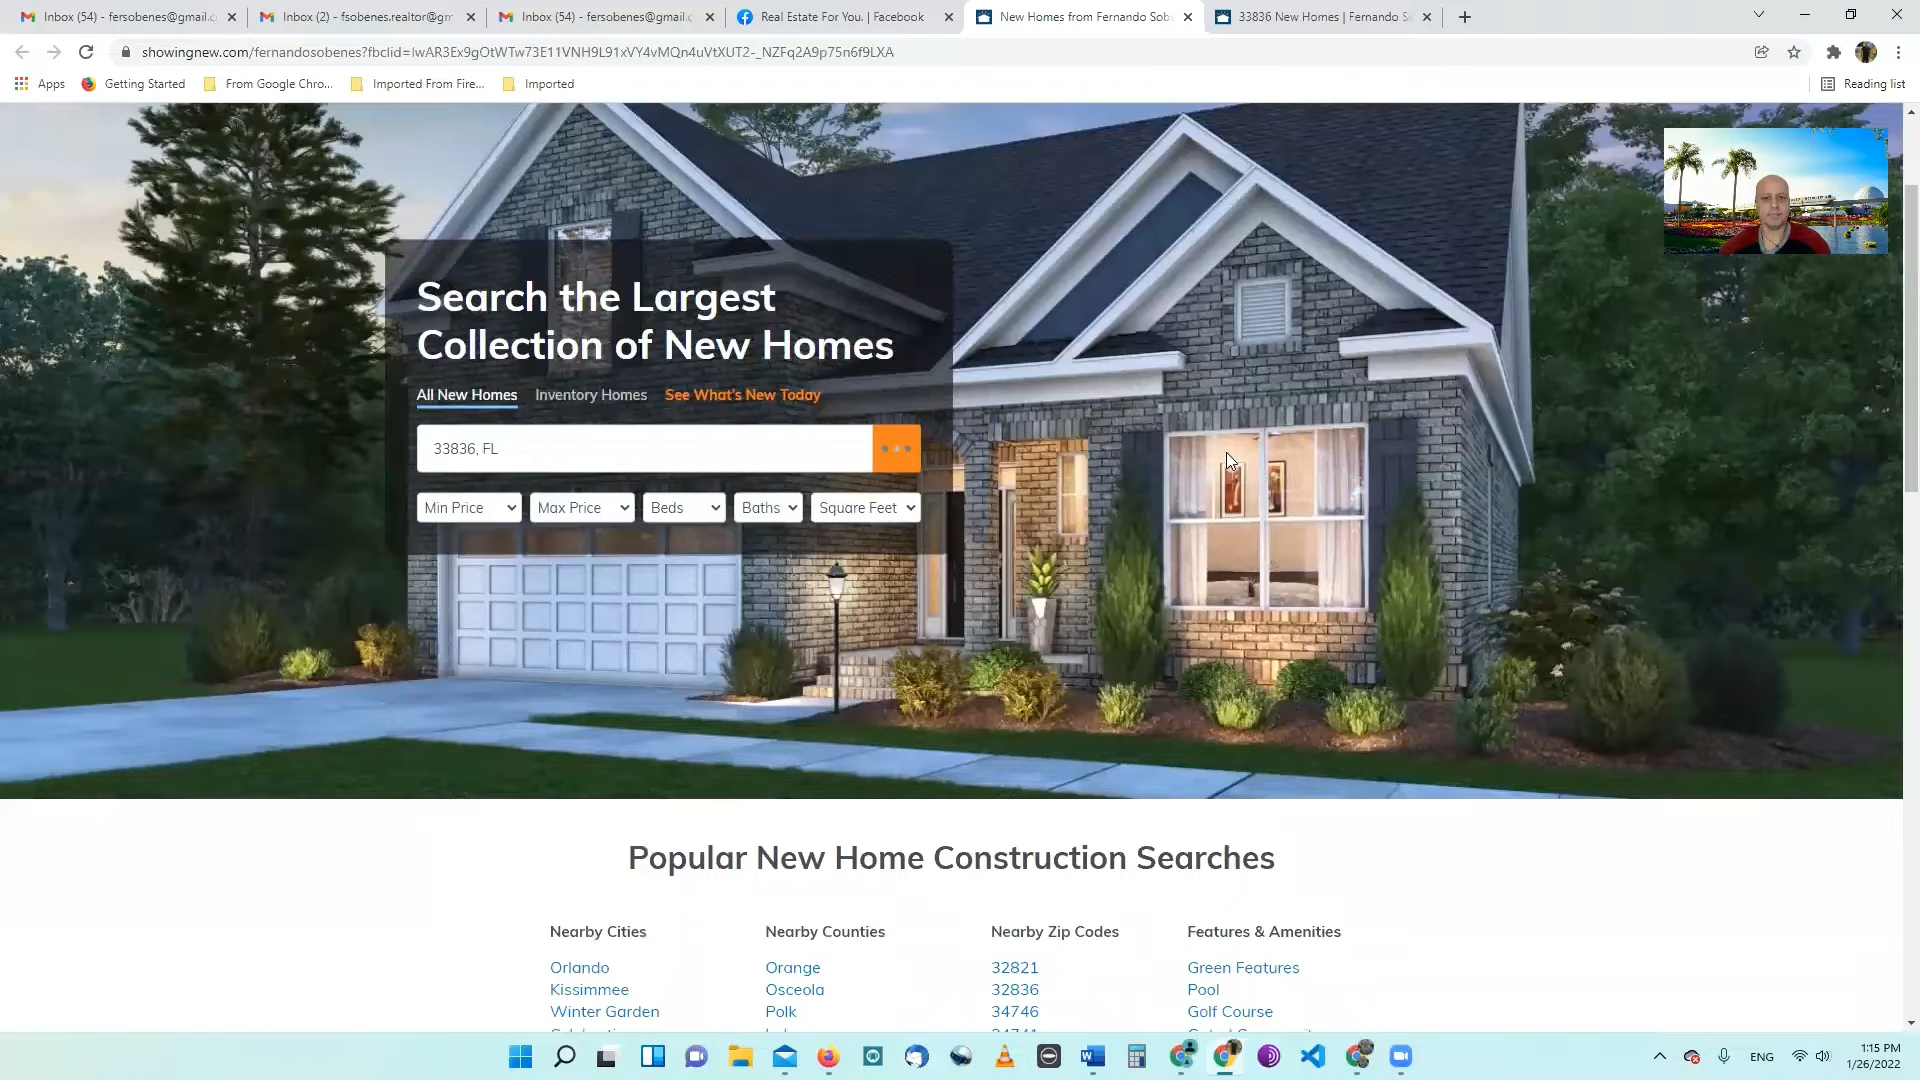 Inbox (54) - fersobenes@gmail.c
Inbox (2) - fsobenes.realtor@gm
Inbox (54) - fersobenes@gmail.c
Real Estate For You. | Facebook
New Homes from Fernando Sob
33836 New Homes | Fernando S
showingnew.com/fernandosobenes?fbclid=IwAR3Ex9gOtWTw73E11VNH9L91xVY4vMQn4uVtXUT2-_NZFq2A9p75n6f9LXA
Apps
Getting Started
From Google Chro...
Imported From Fire...
Imported
Reading list
Search the Largest
Collection of New Homes
All New Homes
Inventory Homes
See What's New Today
33836, FL
Min Price
Max Price
Beds
Baths
Square Feet
Popular New Home Construction Searches
Nearby Cities
Nearby Counties
Nearby Zip Codes
Features & Amenities
Orlando
Orange
32821
Green Features
Kissimmee
Osceola
32836
Pool
Winter Garden
Polk
34746
Golf Course
ENG
1:15 PM
1/26/2022